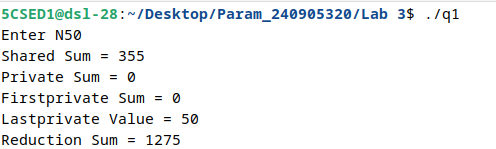 5CSED1@dsl-28:~/Desktop/Param_240905320/Lab 3$ ./q1
Enter N50
Shared Sum = 355
Private Sum = 0
Firstprivate Sum = 0
Lastprivate Value = 50
Reduction Sum = 1275